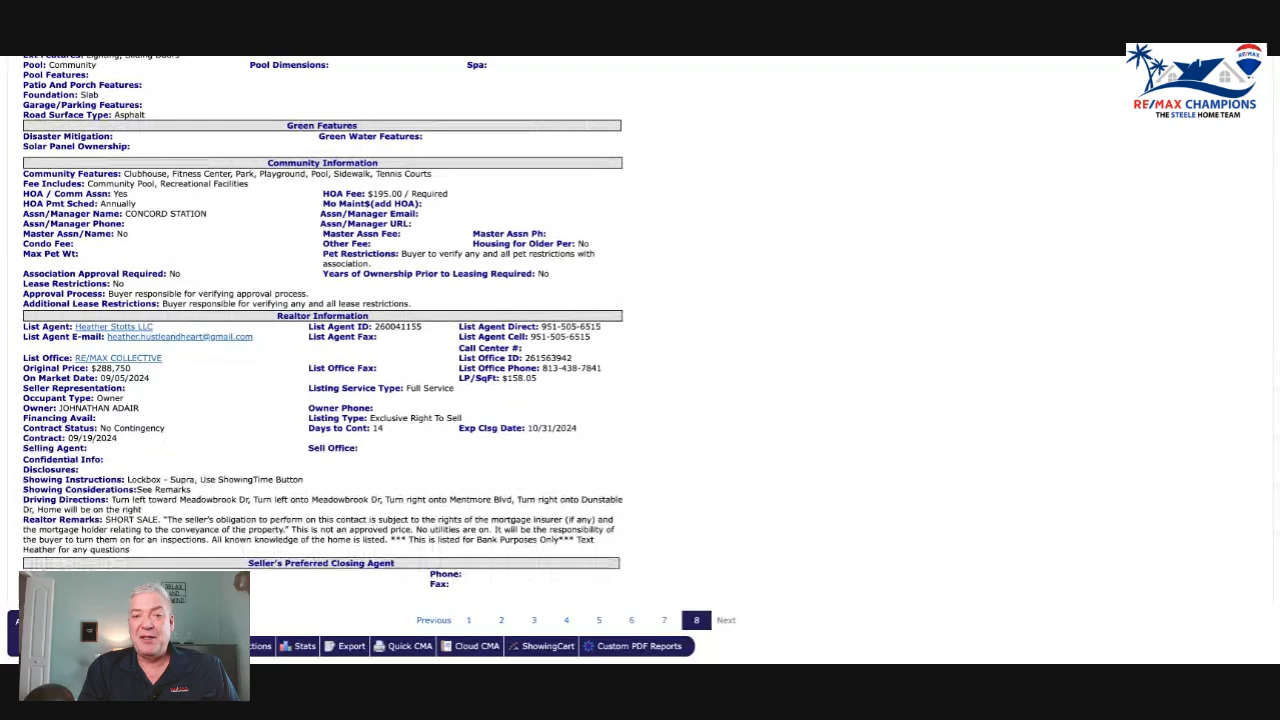 Ext Features: Lighting, Sliding Doors
Pool: Community Pool Dimensions: Spa:
Pool Features:
Patio And Porch Features:
Foundation: Slab
Garage/Parking Features:
Road Surface Type: Asphalt
Green Features
Disaster Mitigation: Green Water Features:
Solar Panel Ownership:
Community Information
Community Features: Clubhouse, Fitness Center, Park, Playground, Pool, Sidewalk, Tennis Courts
Fee Includes: Community Pool, Recreational Facilities
HOA / Comm Assn: Yes HOA Fee: $195.00 / Required
HOA Pmt Sched: Annually Mo Maint$(add HOA):
Assn/Manager Name: CONCORD STATION Assn/Manager Email:
Assn/Manager Phone: Assn/Manager URL:
Master Assn/Name: No Master Assn Fee: Master Assn Ph:
Condo Fee: Other Fee: Housing for Older Per: No
Max Pet Wt: Pet Restrictions: Buyer to verify any and all pet restrictions with
association.
Association Approval Required: No Years of Ownership Prior to Leasing Required: No
Lease Restrictions: No
Approval Process: Buyer responsible for verifying approval process.
Additional Lease Restrictions: Buyer responsible for verifying any and all lease restrictions.
Realtor Information
List Agent: Heather Stotts LLC List Agent ID: 260041155 List Agent Direct: 951-505-6515
List Agent E-mail: heather.hustleandheart@gmail.com List Agent Fax: List Agent Cell: 951-505-6515
Call Center #:
List Office: RE/MAX COLLECTIVE List Office ID: 261563942
Original Price: $288,750 List Office Fax: List Office Phone: 813-438-7841
On Market Date: 09/05/2024 LP/SqFt: $158.05
Seller Representation: Listing Service Type: Full Service
Occupant Type: Owner
Owner: JOHNATHAN ADAIR Owner Phone:
Financing Avail: Listing Type: Exclusive Right To Sell
Contract Status: No Contingency Days to Cont: 14 Exp Clsg Date: 10/31/2024
Contract: 09/19/2024
Selling Agent: Sell Office:
Confidential Info:
Disclosures:
Showing Instructions: Lockbox - Supra, Use ShowingTime Button
Showing Considerations:See Remarks
Driving Directions: Turn left toward Meadowbrook Dr, Turn left onto Meadowbrook Dr, Turn right onto Mentmore Blvd, Turn right onto Dunstable
Dr, Home will be on the right
Realtor Remarks: SHORT SALE. "The seller's obligation to perform on this contact is subject to the rights of the mortgage insurer (if any) and
the mortgage holder relating to the conveyance of the property." This is not an approved price. No utilities are on. It will be the responsibility
of the buyer to turn them on for an inspections. All known knowledge of the home is listed. *** This is listed for Bank Purposes Only*** Text
Heather for any questions
Seller's Preferred Closing Agent
Phone:
Fax:
Previous 1 2 3 4 5 6 7 8 Next
Stats Export Quick CMA Cloud CMA ShowingCart Custom PDF Reports
RE/MAX
RE/MAX CHAMPIONS
THE STEELE HOME TEAM
RELAX
AND